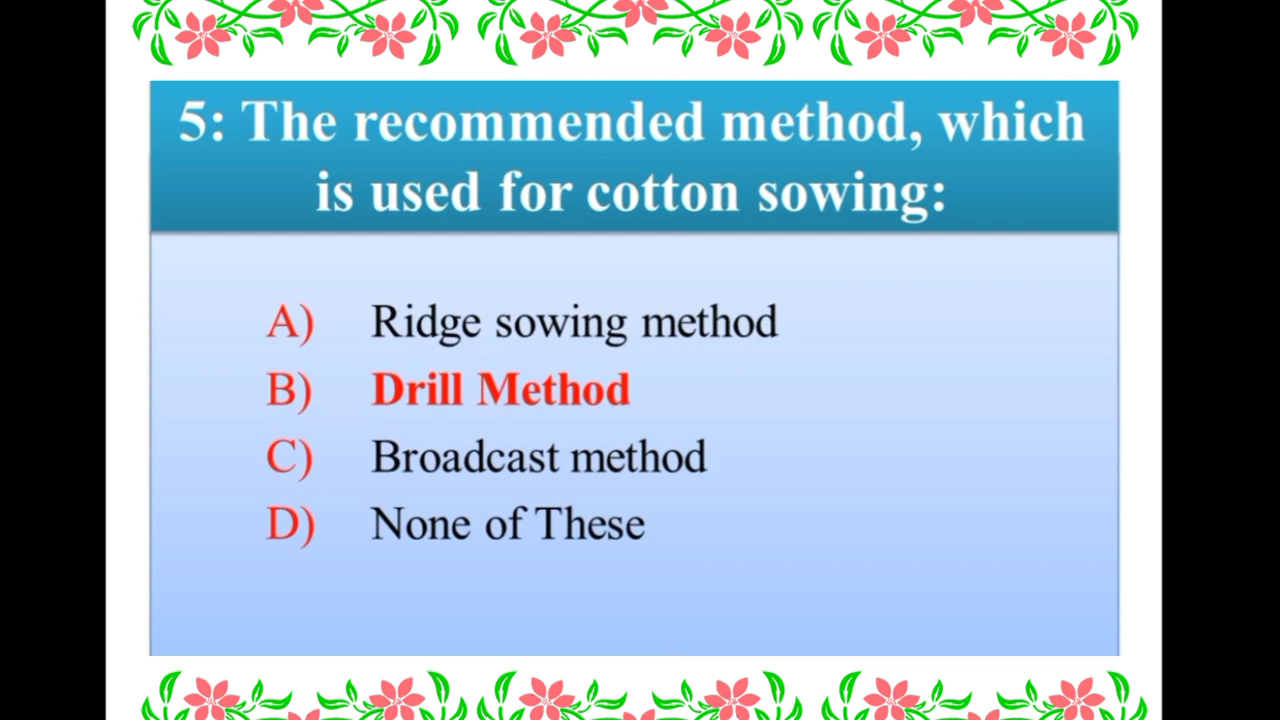 5: The recommended method, which
is used for cotton sowing:
A) Ridge sowing method
B) Drill Method
C) Broadcast method
D) None of These